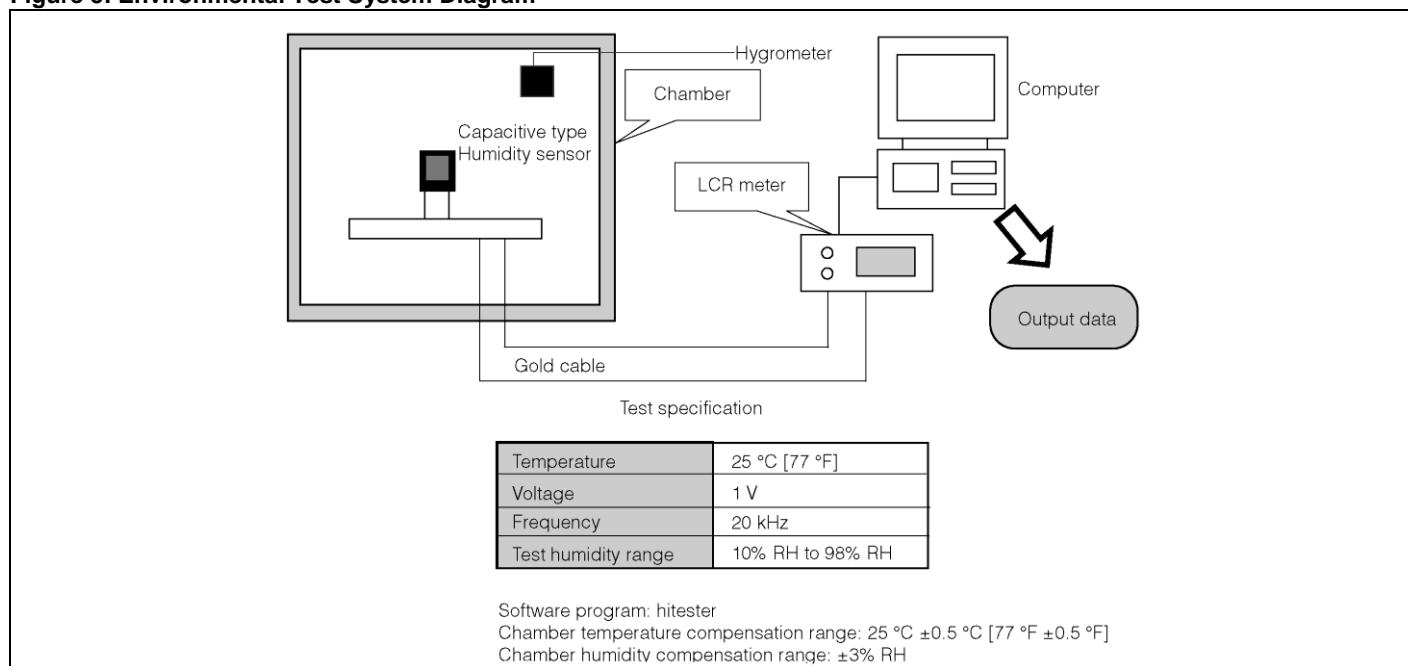 Figure 5. Environmental Test System Diagram
Hygrometer
Chamber
Computer
Capacitive type
Humidity sensor
LCR meter
Output data
Gold cable
Test specification
Temperature 25 °C [77 °F]
Voltage 1 V
Frequency 20 kHz
Test humidity range 10% RH to 98% RH
Software program: hitester
Chamber temperature compensation range: 25 °C ±0.5 °C [77 °F ±0.5 °F]
Chamber humidity compensation range: ±3% RH